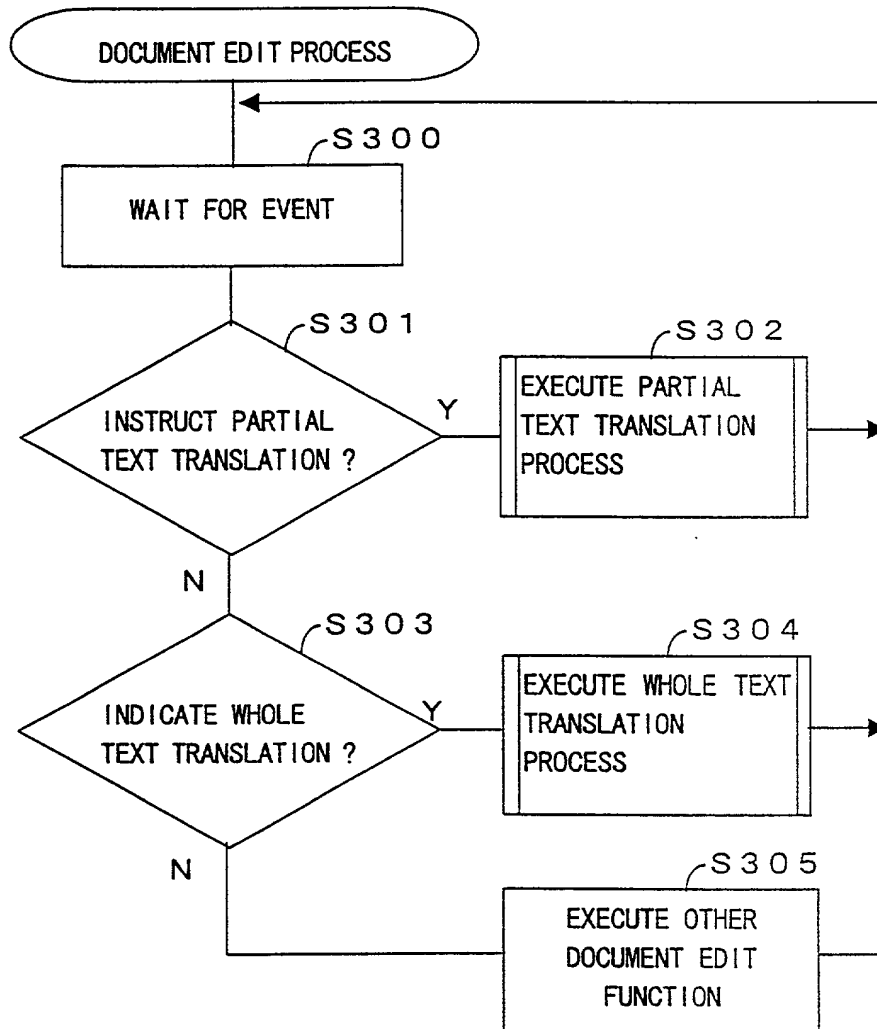 DOCUMENT EDIT PROCESS
S300
WAIT FOR EVENT
S301
INSTRUCT PARTIAL
TEXT TRANSLATION ?
Y
N
S302
EXECUTE PARTIAL
TEXT TRANSLATION
PROCESS
S303
INDICATE WHOLE
TEXT TRANSLATION ?
Y
N
S304
EXECUTE WHOLE TEXT
TRANSLATION
PROCESS
S305
EXECUTE OTHER
DOCUMENT EDIT
FUNCTION